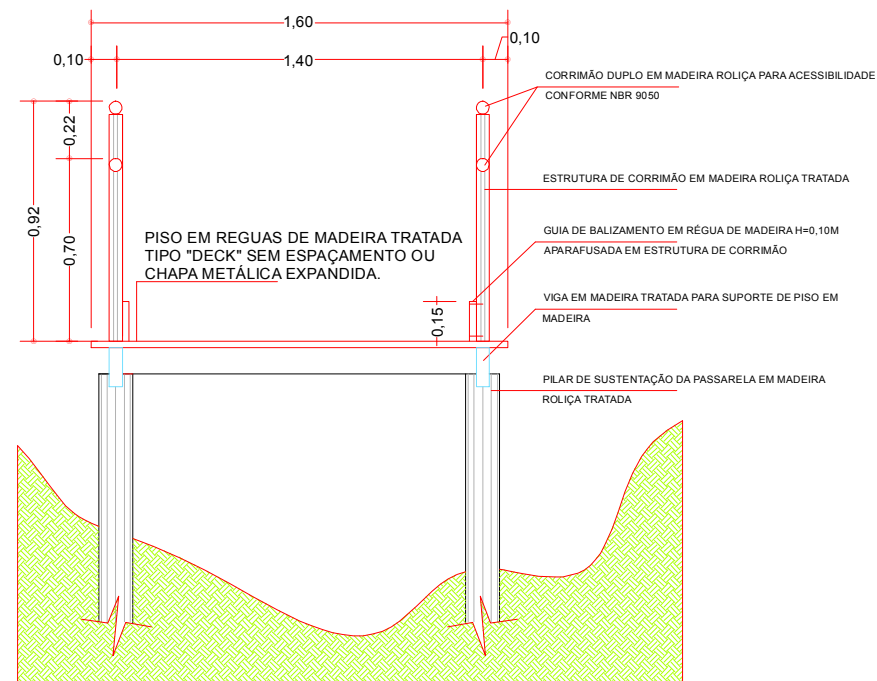 1,60
0,10
1,40
0,10
CORRIMÃO DUPLO EM MADEIRA ROLIÇA PARA ACESSIBILIDADE
CONFORME NBR 9050
0,22
0,92
0,70
ESTRUTURA DE CORRIMÃO EM MADEIRA ROLIÇA TRATADA
PISO EM REGUAS DE MADEIRA TRATADA
TIPO "DECK" SEM ESPAÇAMENTO OU
CHAPA METÁLICA EXPANDIDA.
GUIA DE BALIZAMENTO EM RÉGUA DE MADEIRA H=0,10M
APARAFUSADA EM ESTRUTURA DE CORRIMÃO
0,15
VIGA EM MADEIRA TRATADA PARA SUPORTE DE PISO EM
MADEIRA
PILAR DE SUSTENTAÇÃO DA PASSARELA EM MADEIRA
ROLIÇA TRATADA